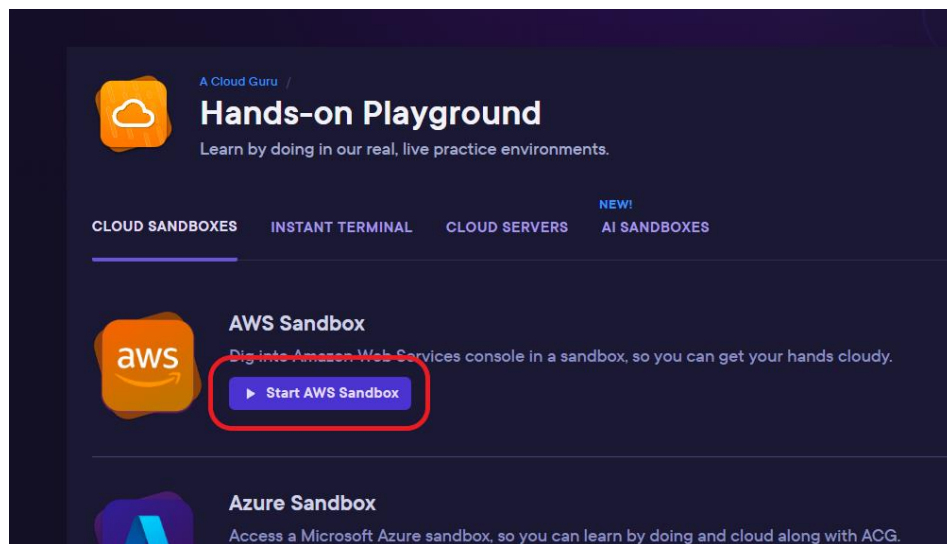 A Cloud Guru /
Hands-on Playground
Learn by doing in our real, live practice environments.
NEW!
CLOUD SANDBOXES INSTANT TERMINAL CLOUD SERVERS AI SANDBOXES
AWS Sandbox
aws
Dig into Amazon Web Services console in a sandbox, so you can get your hands cloudy.
Start AWS Sandbox
Azure Sandbox
Access a Microsoft Azure sandbox, so you can learn by doing and cloud along with ACG.